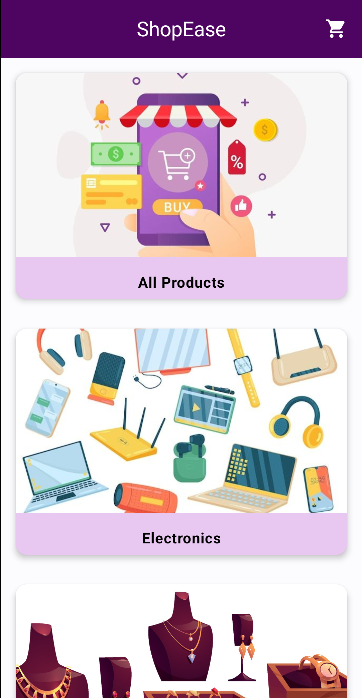 ShopEase
$
$
%
BUY
All Products
Electronics